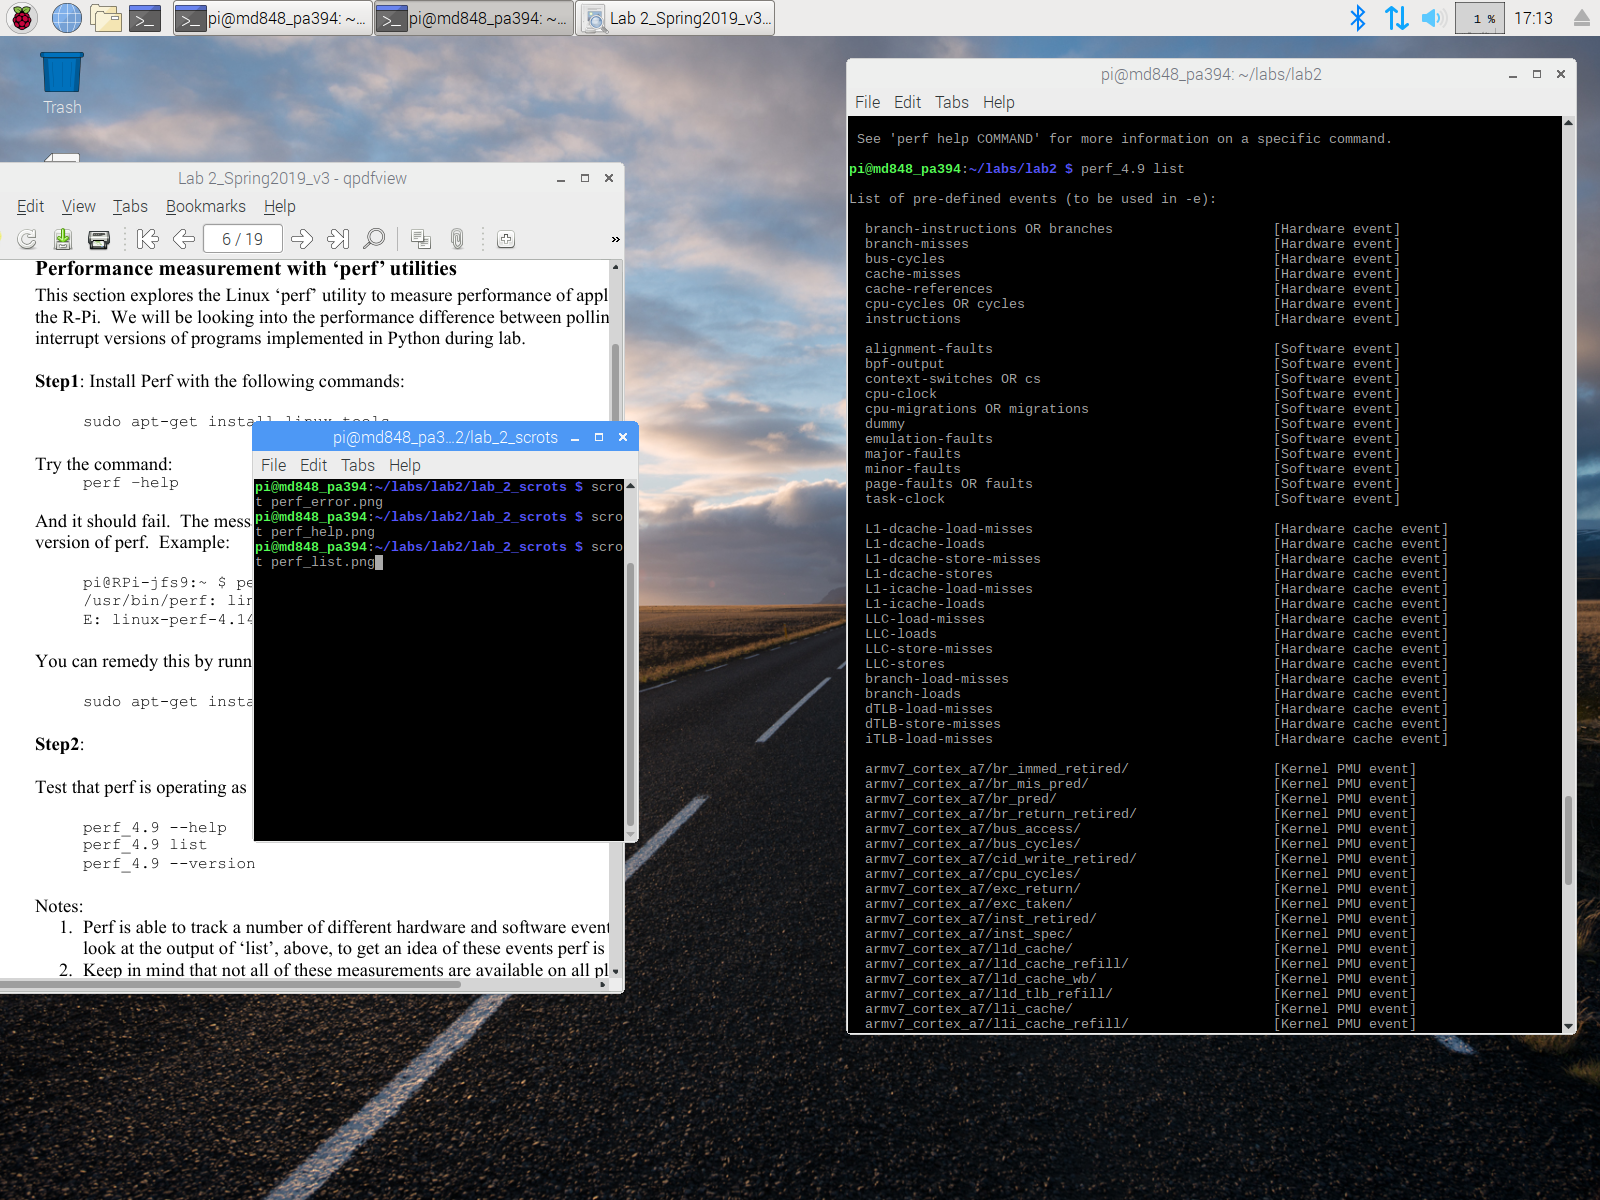 pi@md848_pa394: ~...
pi@md848_pa394: ~...
Lab 2_Spring2019_v3...
1 %
17:13
Trash
Lab 2_Spring2019_v3 - qpdfview
Edit View Tabs Bookmarks Help
6 / 19
»
Performance measurement with ‘perf’ utilities
This section explores the Linux ‘perf’ utility to measure performance of appl
the R-Pi. We will be looking into the performance difference between pollin
interrupt versions of programs implemented in Python during lab.
Step1: Install Perf with the following commands:
sudo apt-get install linux-tools
Try the command:
perf –help
And it should fail. The mess
version of perf. Example:
pi@RPi-jfs9:~ $ pe
/usr/bin/perf: lin
E: linux-perf-4.14
You can remedy this by runn
sudo apt-get insta
Step2:
Test that perf is operating as
perf_4.9 --help
perf_4.9 list
perf_4.9 --version
Notes:
1. Perf is able to track a number of different hardware and software event
look at the output of ‘list’, above, to get an idea of these events perf is
2. Keep in mind that not all of these measurements are available on all pl
pi@md848_pa3...2/lab_2_scrots
File Edit Tabs Help
pi@md848_pa394:~/labs/lab2/lab_2_scrots $ scro
t perf_error.png
pi@md848_pa394:~/labs/lab2/lab_2_scrots $ scro
t perf_help.png
pi@md848_pa394:~/labs/lab2/lab_2_scrots $ scro
t perf_list.png
pi@md848_pa394: ~/labs/lab2
File Edit Tabs Help
See 'perf help COMMAND' for more information on a specific command.
pi@md848_pa394:~/labs/lab2 $ perf_4.9 list
List of pre-defined events (to be used in -e):
branch-instructions OR branches [Hardware event]
branch-misses [Hardware event]
bus-cycles [Hardware event]
cache-misses [Hardware event]
cache-references [Hardware event]
cpu-cycles OR cycles [Hardware event]
instructions [Hardware event]
alignment-faults [Software event]
bpf-output [Software event]
context-switches OR cs [Software event]
cpu-clock [Software event]
cpu-migrations OR migrations [Software event]
dummy [Software event]
emulation-faults [Software event]
major-faults [Software event]
minor-faults [Software event]
page-faults OR faults [Software event]
task-clock [Software event]
L1-dcache-load-misses [Hardware cache event]
L1-dcache-loads [Hardware cache event]
L1-dcache-store-misses [Hardware cache event]
L1-dcache-stores [Hardware cache event]
L1-icache-load-misses [Hardware cache event]
L1-icache-loads [Hardware cache event]
LLC-load-misses [Hardware cache event]
LLC-loads [Hardware cache event]
LLC-store-misses [Hardware cache event]
LLC-stores [Hardware cache event]
branch-load-misses [Hardware cache event]
branch-loads [Hardware cache event]
dTLB-load-misses [Hardware cache event]
dTLB-store-misses [Hardware cache event]
iTLB-load-misses [Hardware cache event]
armv7_cortex_a7/br_immed_retired/ [Kernel PMU event]
armv7_cortex_a7/br_mis_pred/ [Kernel PMU event]
armv7_cortex_a7/br_pred/ [Kernel PMU event]
armv7_cortex_a7/br_return_retired/ [Kernel PMU event]
armv7_cortex_a7/bus_access/ [Kernel PMU event]
armv7_cortex_a7/bus_cycles/ [Kernel PMU event]
armv7_cortex_a7/cid_write_retired/ [Kernel PMU event]
armv7_cortex_a7/cpu_cycles/ [Kernel PMU event]
armv7_cortex_a7/exc_return/ [Kernel PMU event]
armv7_cortex_a7/exc_taken/ [Kernel PMU event]
armv7_cortex_a7/inst_retired/ [Kernel PMU event]
armv7_cortex_a7/inst_spec/ [Kernel PMU event]
armv7_cortex_a7/l1d_cache/ [Kernel PMU event]
armv7_cortex_a7/l1d_cache_refill/ [Kernel PMU event]
armv7_cortex_a7/l1d_cache_wb/ [Kernel PMU event]
armv7_cortex_a7/l1d_tlb_refill/ [Kernel PMU event]
armv7_cortex_a7/l1i_cache/ [Kernel PMU event]
armv7_cortex_a7/l1i_cache_refill/ [Kernel PMU event]